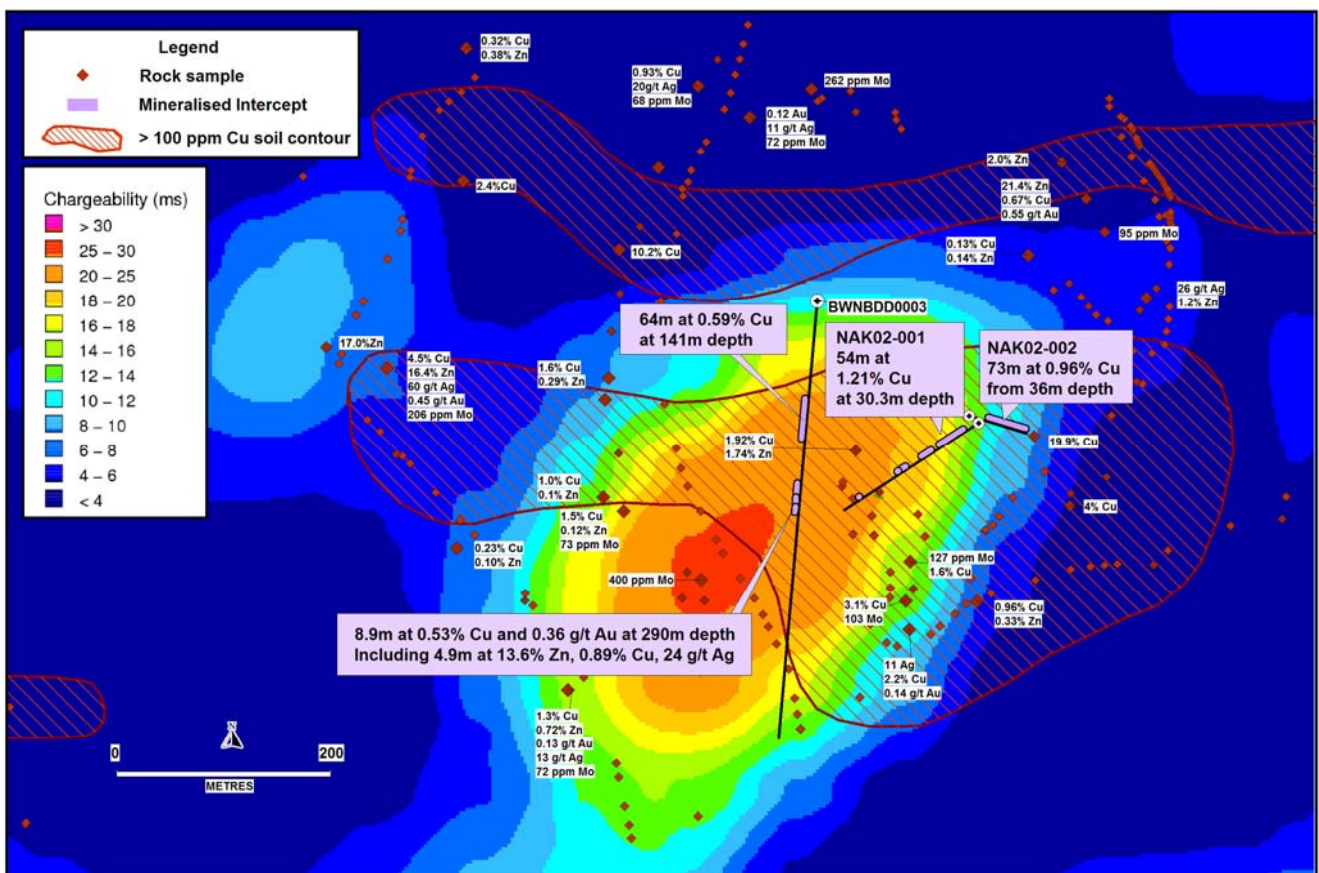 Legend
Rock sample
Mineralised Intercept
> 100 ppm Cu soil contour
Chargeability (ms)
> 30
25 – 30
20 – 25
18 – 20
16 – 18
14 – 16
12 – 14
10 – 12
8 – 10
6 – 8
4 – 6
< 4
0.32% Cu
0.38% Zn
0.93% Cu
20g/t Ag
68 ppm Mo
262 ppm Mo
0.12 Au
11 g/t Ag
72 ppm Mo
2.4%Cu
2.0% Zn
21.4% Zn
0.67% Cu
0.55 g/t Au
95 ppm Mo
10.2% Cu
0.13% Cu
0.14% Zn
26 g/t Ag
1.2% Zn
BWNBDD0003
64m at 0.59% Cu
at 141m depth
NAK02-001
54m at
1.21% Cu
at 30.3m depth
NAK02-002
73m at 0.96% Cu
from 36m depth
17.0%Zn
4.5% Cu
16.4% Zn
60 g/t Ag
0.45 g/t Au
206 ppm Mo
1.6% Cu
0.29% Zn
1.92% Cu
1.74% Zn
19.9% Cu
1.0% Cu
0.1% Zn
4% Cu
1.5% Cu
0.12% Zn
73 ppm Mo
0.23% Cu
0.10% Zn
400 ppm Mo
127 ppm Mo
1.6% Cu
3.1% Cu
103 Mo
0.96% Cu
0.33% Zn
8.9m at 0.53% Cu and 0.36 g/t Au at 290m depth
Including 4.9m at 13.6% Zn, 0.89% Cu, 24 g/t Ag
11 Ag
2.2% Cu
0.14 g/t Au
1.3% Cu
0.72% Zn
0.13 g/t Au
13 g/t Ag
72 ppm Mo
N
0
200
METRES